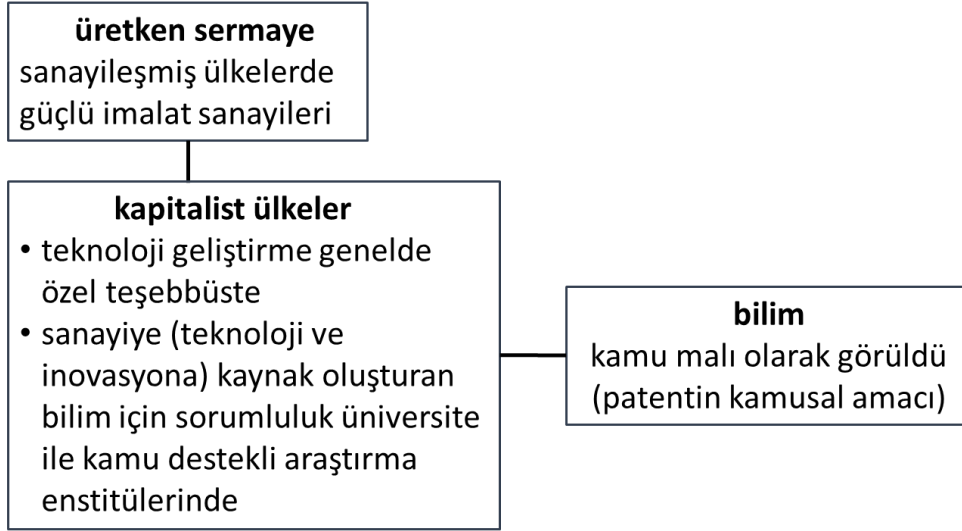 üretken sermaye
sanayileşmiş ülkelerde
güçlü imalat sanayileri
kapitalist ülkeler
• teknoloji geliştirme genelde
özel teşebbüste
• sanayiye (teknoloji ve
inovasyona) kaynak oluşturan
bilim için sorumluluk üniversite
ile kamu destekli araştırma
enstitülerinde
bilim
kamu malı olarak görüldü
(patentin kamusal amacı)